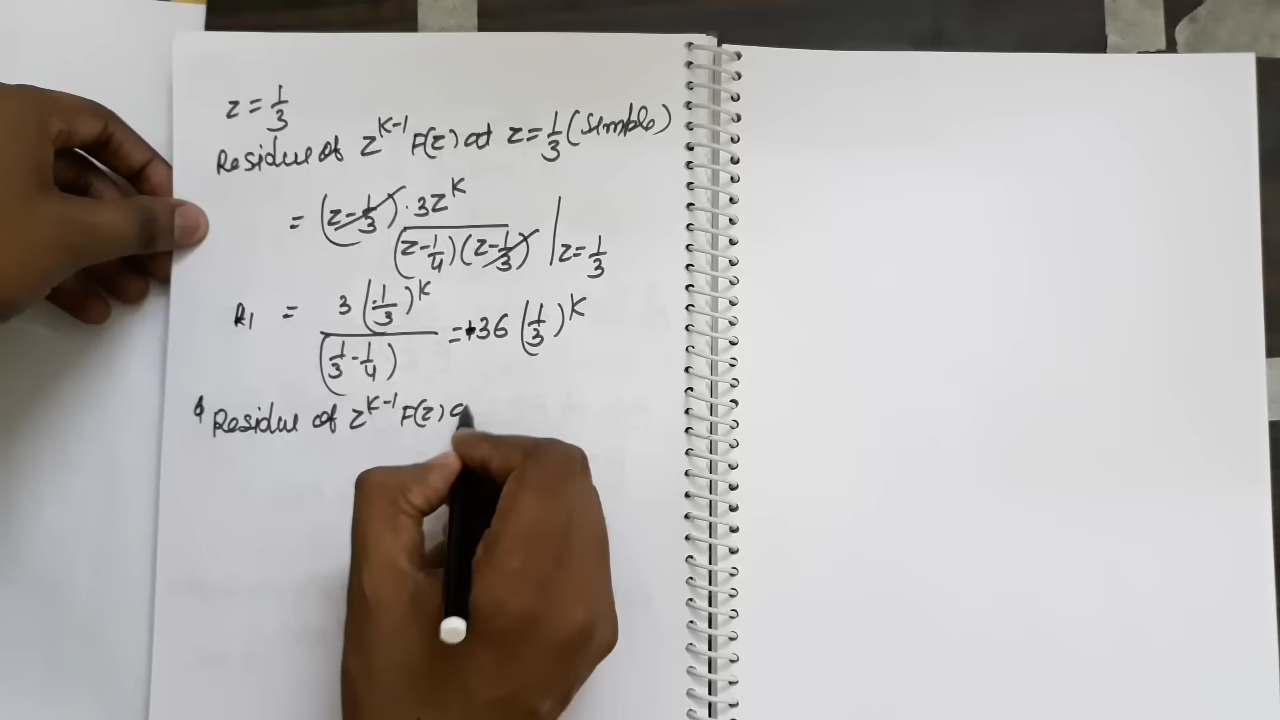 z = 1/3
Residue of z^{K-1} F(z) at z = 1/3 (Simple)
= (z - 1/3) · 3z^K / (z - 1/4)(z - 1/3) | z = 1/3
R1 = 3(1/3)^K / (1/3 - 1/4) = +36 (1/3)^K
Residue of z^{K-1} F(z)